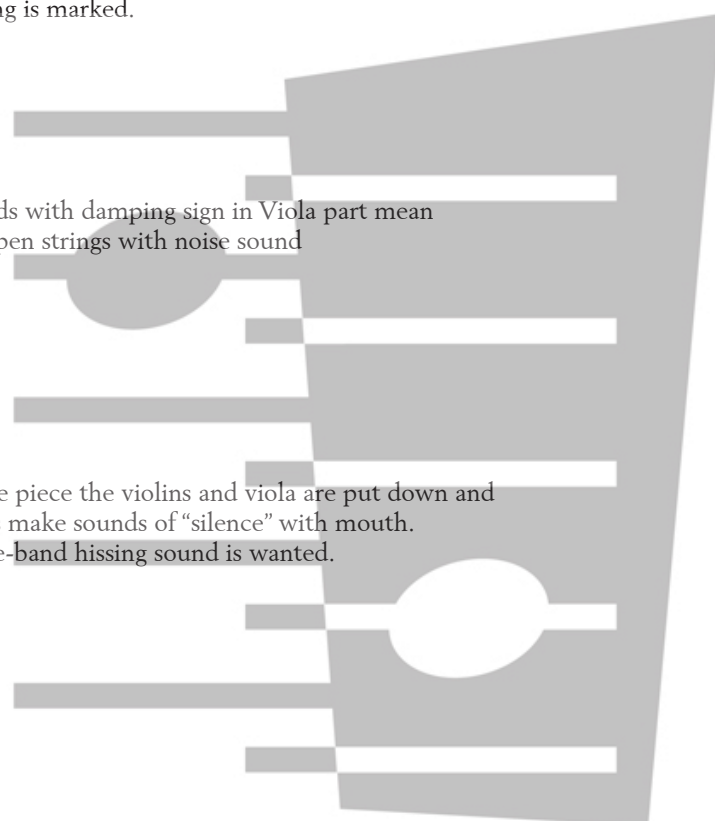 g is marked.
ds with damping sign in Viola part mean
pen strings with noise sound
e piece the violins and viola are put down and
make sounds of “silence” with mouth.
e-band hissing sound is wanted.